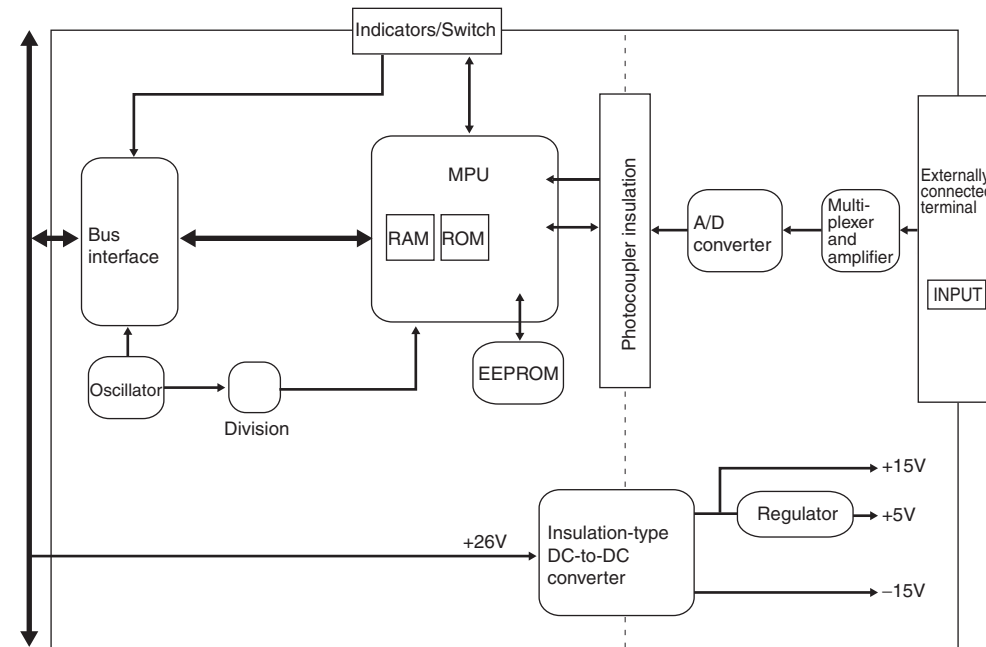 Indicators/Switch
MPU
RAM
ROM
Bus
interface
Photocoupler insulation
A/D
converter
Multi-
plexer
and
amplifier
Externally
connected
terminal
INPUT
Oscillator
Division
EEPROM
+15V
Regulator
+5V
+26V
Insulation-type
DC-to-DC
converter
−15V